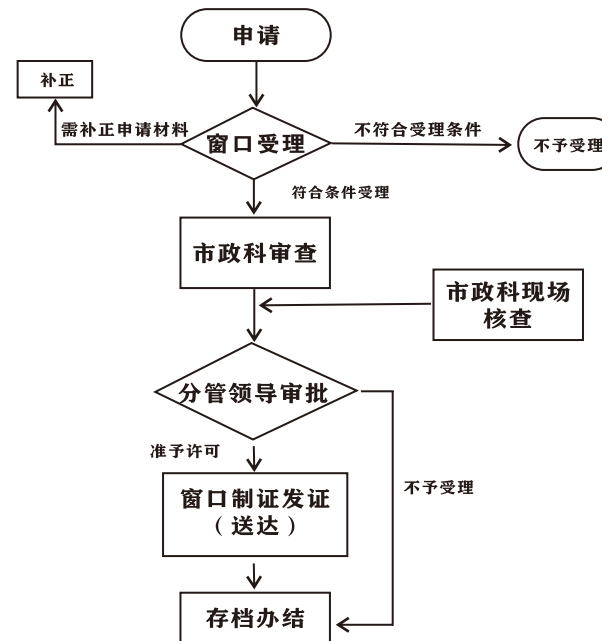 申请
补正
需补正申请材料
窗口受理
不符合受理条件
不予受理
符合条件受理
市政科审查
市政科现场
核查
分管领导审批
准予许可
不予受理
窗口制证发证
（送达）
存档办结